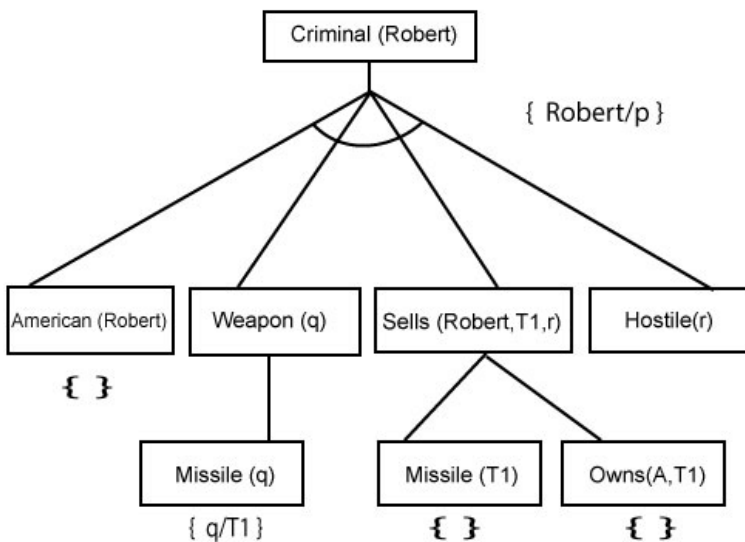 Criminal (Robert)
{ Robert/p }
American (Robert)
Weapon (q)
Sells (Robert,T1,r)
Hostile(r)
{ }
Missile (q)
Missile (T1)
Owns(A,T1)
{ q/T1 }
{ }
{ }